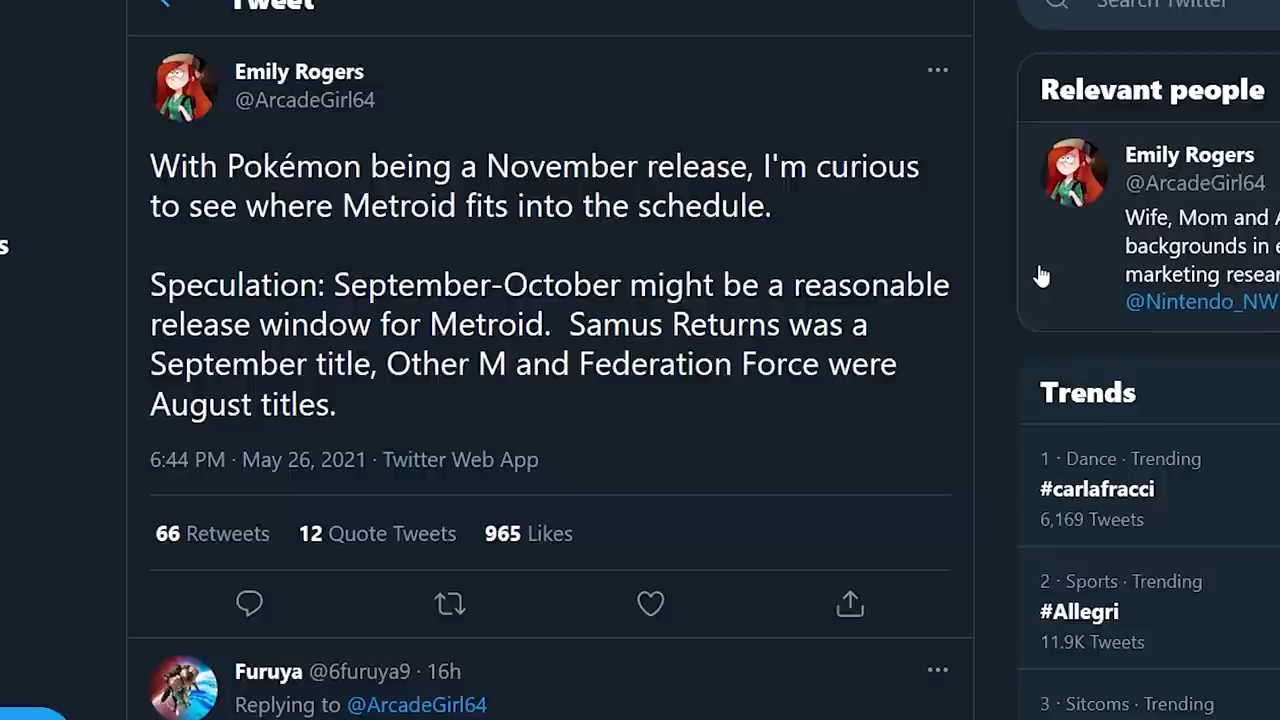 Tweet
Search Twitter
Emily Rogers
@ArcadeGirl64
With Pokémon being a November release, I'm curious
to see where Metroid fits into the schedule.
Speculation: September-October might be a reasonable
release window for Metroid.  Samus Returns was a
September title, Other M and Federation Force were
August titles.
6:44 PM · May 26, 2021 · Twitter Web App
66 Retweets 12 Quote Tweets 965 Likes
Furuya @6furuya9 · 16h
Replying to @ArcadeGirl64
Relevant people
Emily Rogers
@ArcadeGirl64
Wife, Mom and
backgrounds in
marketing
@Nintendo_NW
Trends
1 · Dance · Trending
#carlafracci
6,169 Tweets
2 · Sports · Trending
#Allegri
11.9K Tweets
3 · Sitcoms · Trending